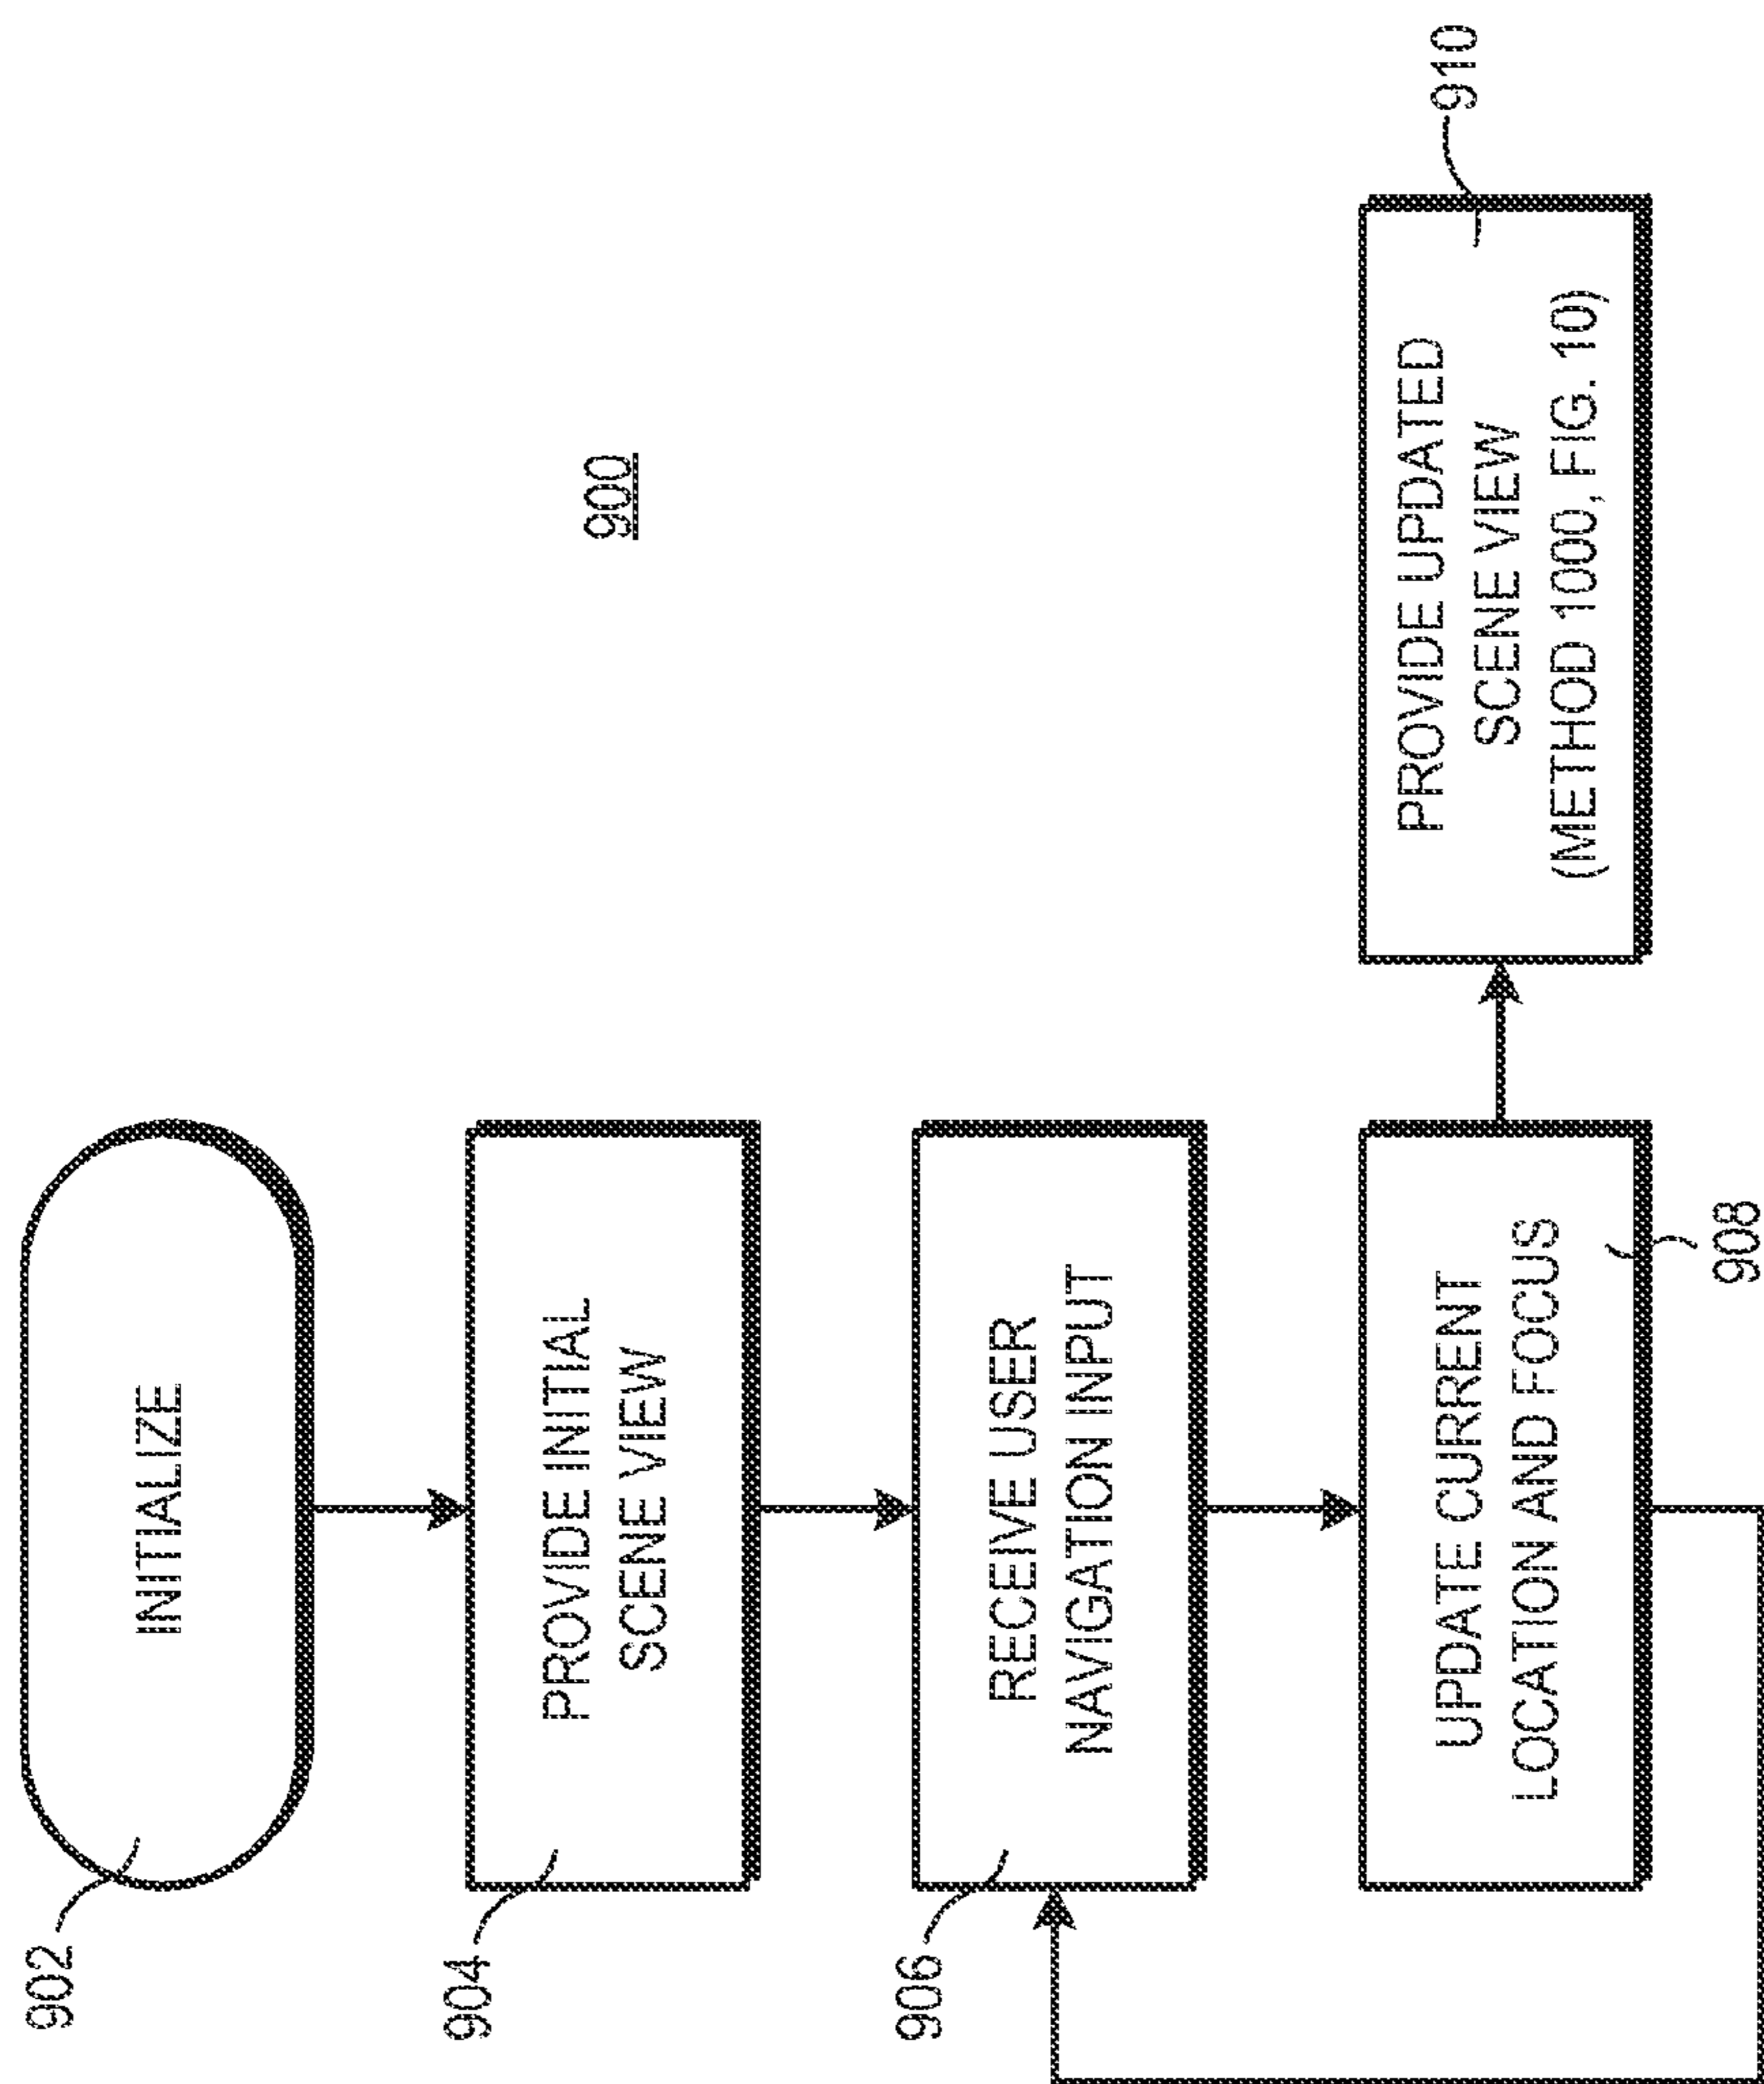 900
902
INITIALIZE
904
PROVIDE INITIAL
SCENE VIEW
906
RECEIVE USER
NAVIGATION INPUT
UPDATE CURRENT
LOCATION AND FOCUS
908
PROVIDE UPDATED
SCENE VIEW
(METHOD 1000, FIG. 10)
910